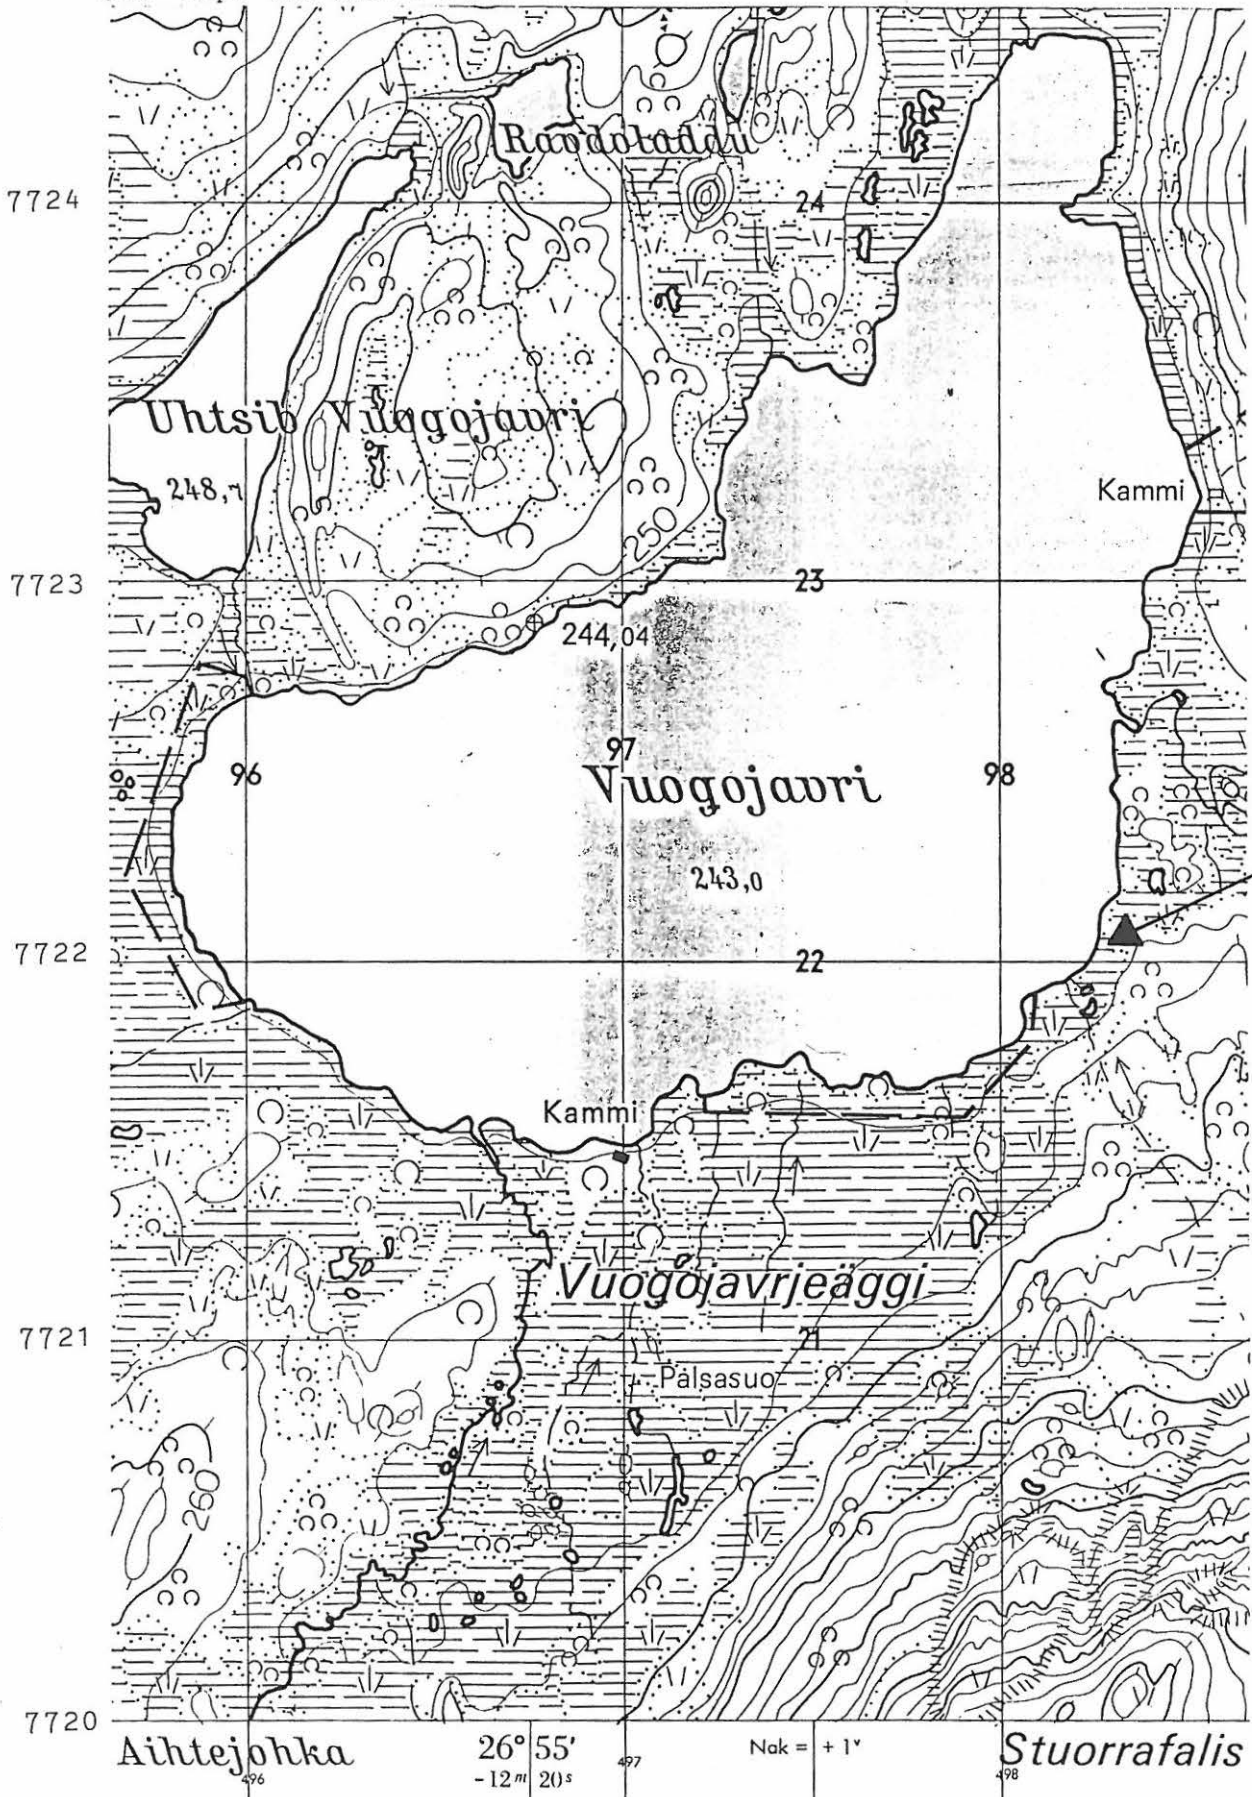 Ravdoladdu
7724
24
Uhtsib Vuogojavri
248,7
Kammi
250
7723
23
244,04
97
96
Vuogojavri
98
243,0
7722
22
Kammi
Vuogojavrjeäggi
7721
21
Palsasuo
260
7720
Aihtejohka
26° 55'
Nak = + 1ᵛ
Stuorrafalis
496
- 12ᵐ 20ˢ
497
498